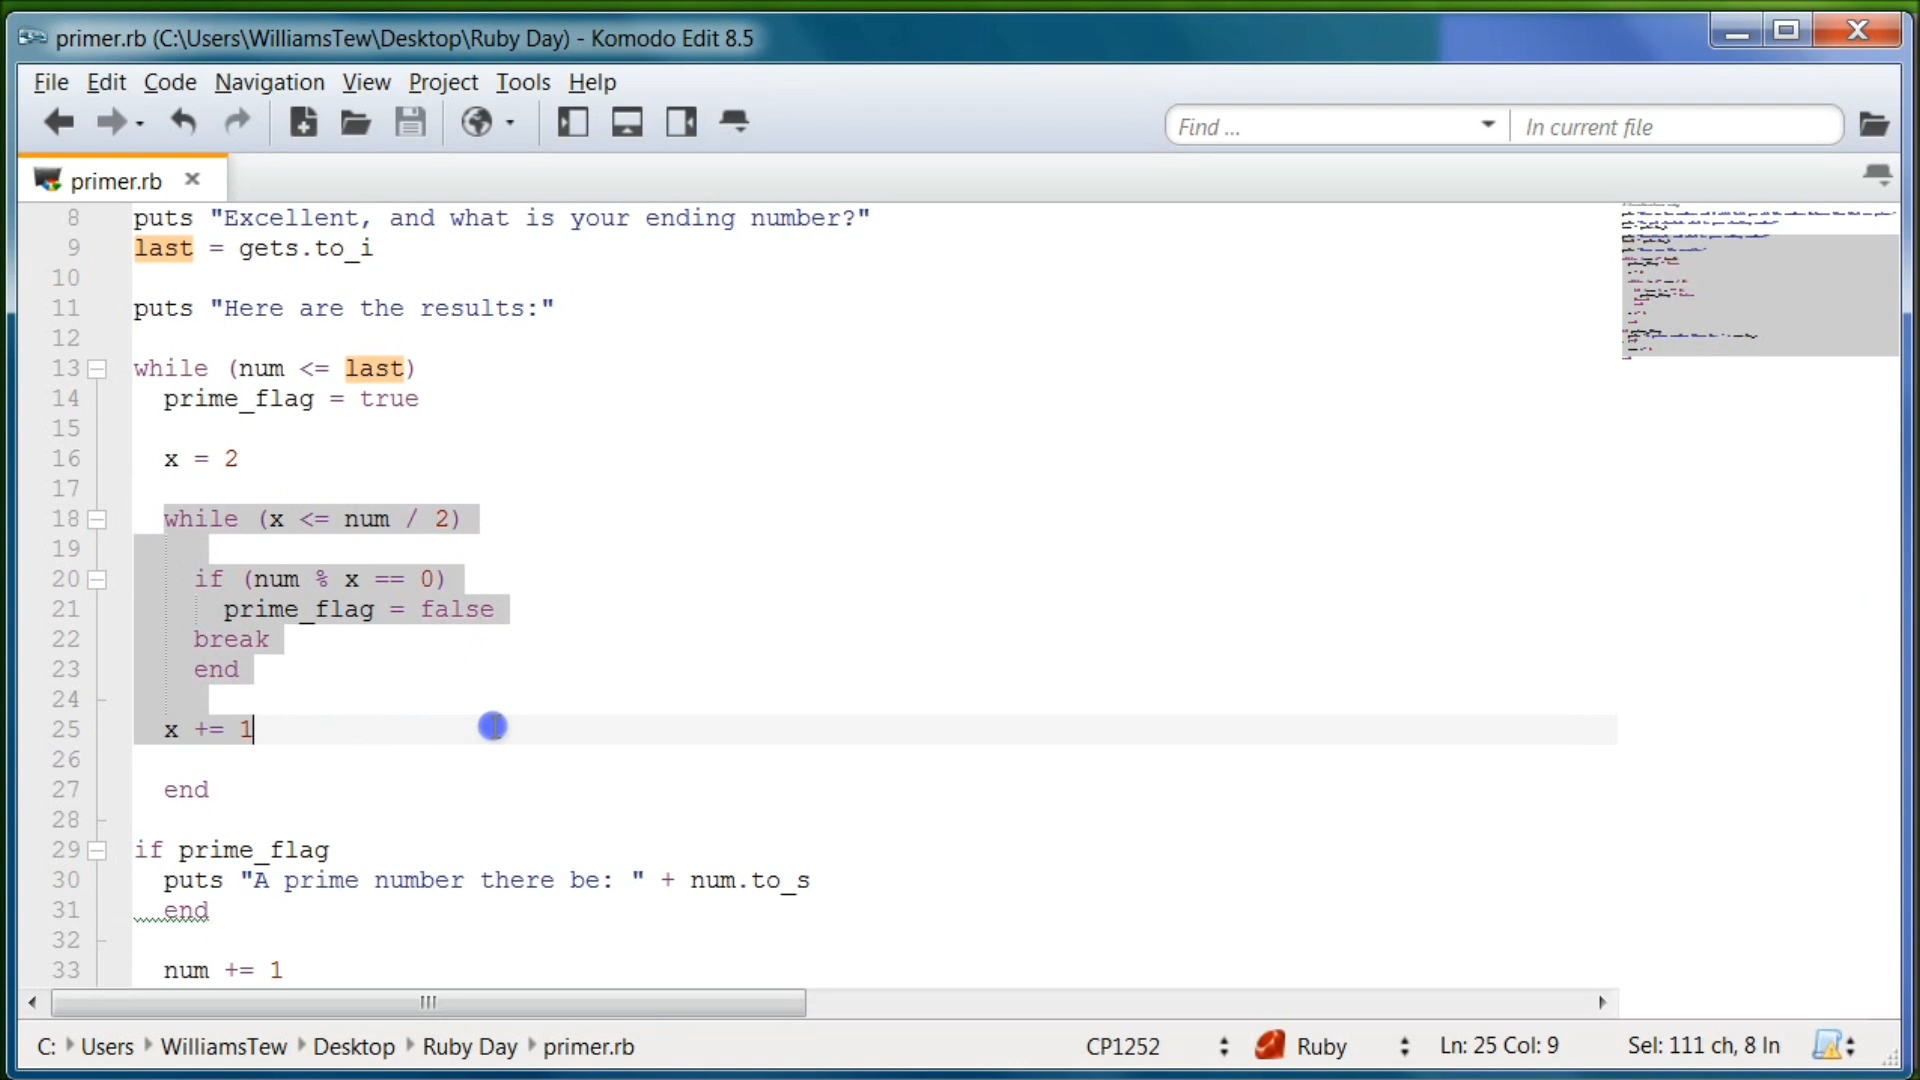 primer.rb (C:\Users\WilliamsTew\Desktop\Ruby Day) - Komodo Edit 8.5
File Edit Code Navigation View Project Tools Help
Find ... In current file
primer.rb
8 puts "Excellent, and what is your ending number?"
9 last = gets.to_i
10
11 puts "Here are the results:"
12
13 while (num <= last)
14 prime_flag = true
15
16 x = 2
17
18 while (x <= num / 2)
19
20 if (num % x == 0)
21 prime_flag = false
22 break
23 end
24
25 x += 1
26
27 end
28
29 if prime_flag
30 puts "A prime number there be: " + num.to_s
31 end
32
33 num += 1
C: Users WilliamsTew Desktop Ruby Day primer.rb CP1252 Ruby Ln: 25 Col: 9 Sel: 111 ch, 8 ln